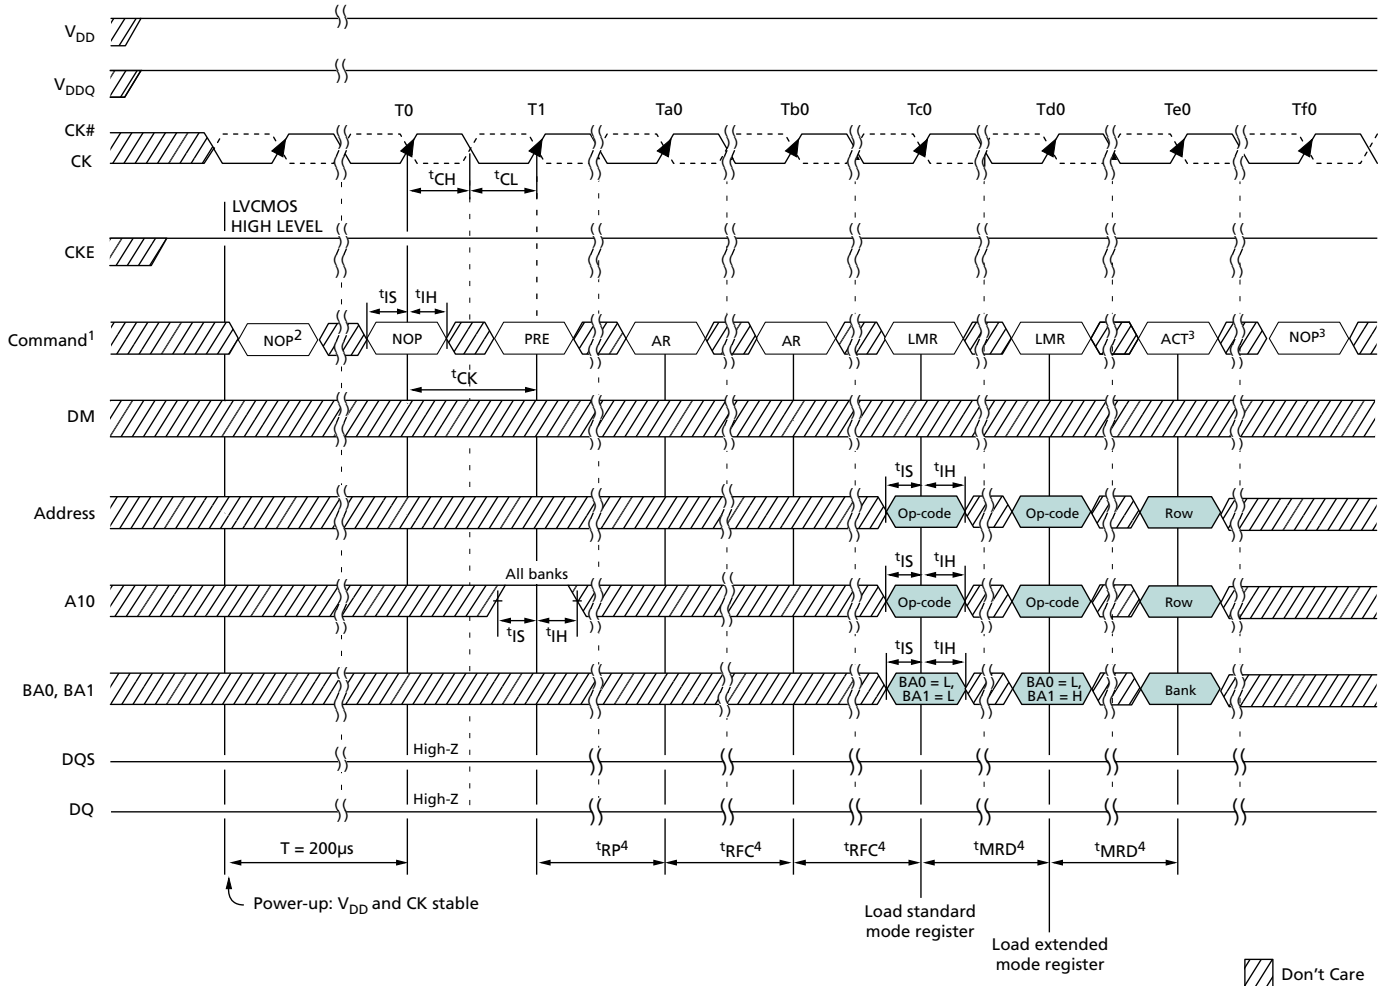 VDD
VDDQ
T0 T1 Ta0 Tb0 Tc0 Td0 Te0 Tf0
CK#
CK
tCH tCL
LVCMOS
HIGH LEVEL
CKE
tIS tIH
Command1 NOP2 NOP PRE AR AR LMR LMR ACT3 NOP3
tCK
DM
tIS tIH
Address Op-code Op-code Row
All banks tIS tIH
A10 Op-code Op-code Row
tIS tIH
tIS tIH
BA0, BA1 BA0 = L, BA1 = L BA0 = L, BA1 = H Bank
DQS High-Z
DQ High-Z
T = 200µs tRP4 tRFC4 tRFC4 tMRD4 tMRD4
Power-up: VDD and CK stable
Load standard
mode register
Load extended
mode register
Don't Care